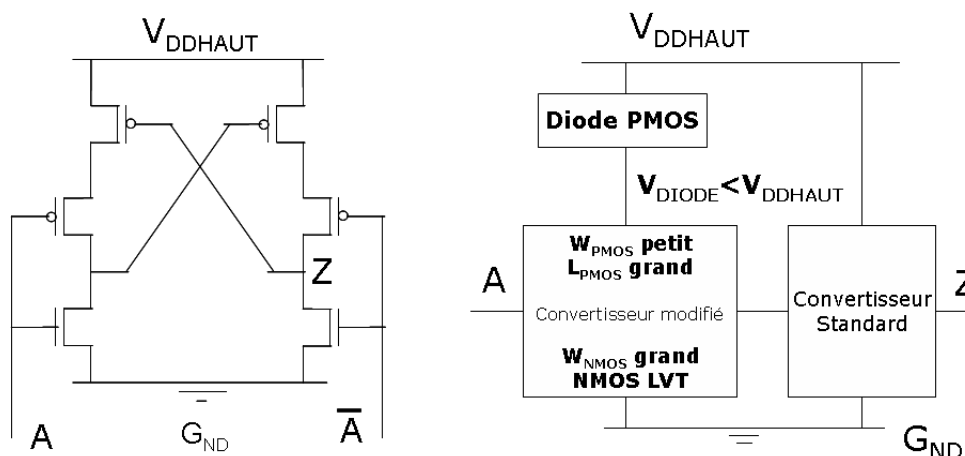 VDDHAUT
Z
A
GND
A̅
VDDHAUT
Diode PMOS
VDIODE<VDDHAUT
A
WPMOS petit
LPMOS grand
Convertisseur modifié
WNMOS grand
NMOS LVT
Convertisseur
Standard
Z
GND